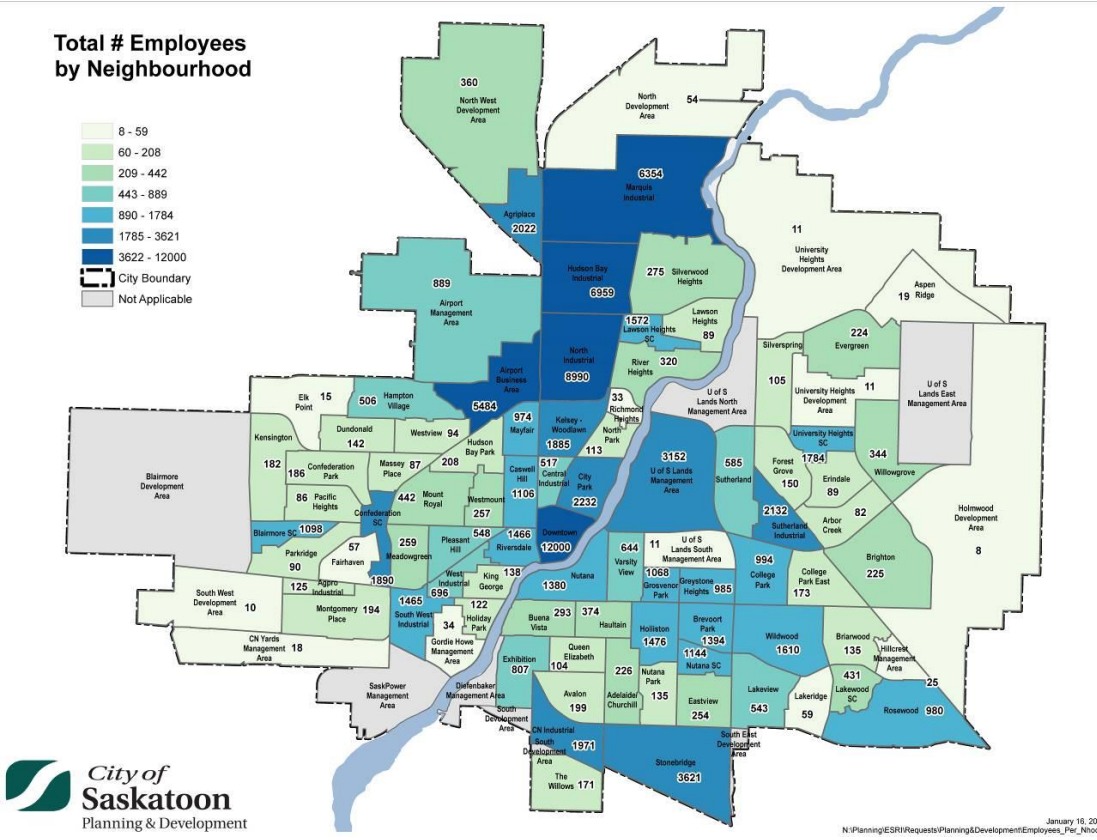 Total # Employees
by Neighbourhood
8 - 59
60 - 208
209 - 442
443 - 889
890 - 1784
1785 - 3621
3622 - 12000
City Boundary
Not Applicable
360
North West
Development
Area
North
Development
Area
54
6354
Marquis
Industrial
Agriplace
2022
11
University
Heights
Development Area
Hudson Bay
Industrial
6959
275
Silverwood
Heights
889
Airport
Management
Area
19
Aspen
Ridge
1572
Lawson Heights
SC
Lawson
Heights
89
224
Evergreen
Silverspring
105
North
Industrial
8990
River
Heights
320
Airport
Business
Area
5484
U of S
Lands North
Management Area
University Heights
Development
Area
11
U of S
Lands East
Management Area
Elk
Point
15
506
Hampton
Village
33
Richmond
Heights
974
Mayfair
Kelsey -
Woodlawn
1885
North
Park
113
Kensington
182
Dundonald
142
Westview
94
Hudson
Bay Park
208
University Heights
SC
1784
344
Willowgrove
3152
U of S Lands
Management
Area
585
Sutherland
Forest
Grove
150
Erindale
89
186
Confederation
Park
Massey
Place
87
Caswell
Hill
1106
517
Central
Industrial
City
Park
2232
Blairmore
Development
Area
86
Pacific
Heights
442
Mount
Royal
Westmount
257
2132
Sutherland
Industrial
82
Arbor
Creek
Holmwood
Development
Area
8
Confederation
SC
1890
Blairmore SC
1098
Parkridge
90
57
Fairhaven
259
Meadowgreen
Pleasant
Hill
548
1466
Riversdale
Downtown
12000
644
Varsity
View
11
U of S
Lands South
Management Area
994
College
Park
College
Park East
173
Brighton
225
125
Agpro
Industrial
West
Industrial
696
King
George
138
Nutana
1380
1068
Grosvenor
Park
Greystone
Heights
985
South West
Development
Area
10
Montgomery
Place
194
1465
South West
Industrial
122
Holiday
Park
34
Gordie Howe
Management
Area
CN Yards
Management
Area
18
Buena
Vista
293
374
Haultain
Holliston
1476
Brevoort
Park
1394
1144
Nutana SC
Wildwood
1610
Briarwood
135
Hillcrest
Management
Area
25
Exhibition
807
Queen
Elizabeth
104
226
Adelaide/
Churchill
Nutana
Park
135
Eastview
254
Lakeview
543
Lakeridge
59
431
Lakewood
SC
Rosewood
980
SaskPower
Management
Area
Diefenbaker
Management Area
South
Development
Area
Avalon
199
CN Industrial
1971
South
Development
Area
The
Willows
171
Stonebridge
3621
South East
Development
Area
City of
Saskatoon
Planning & Development
January 16, 20